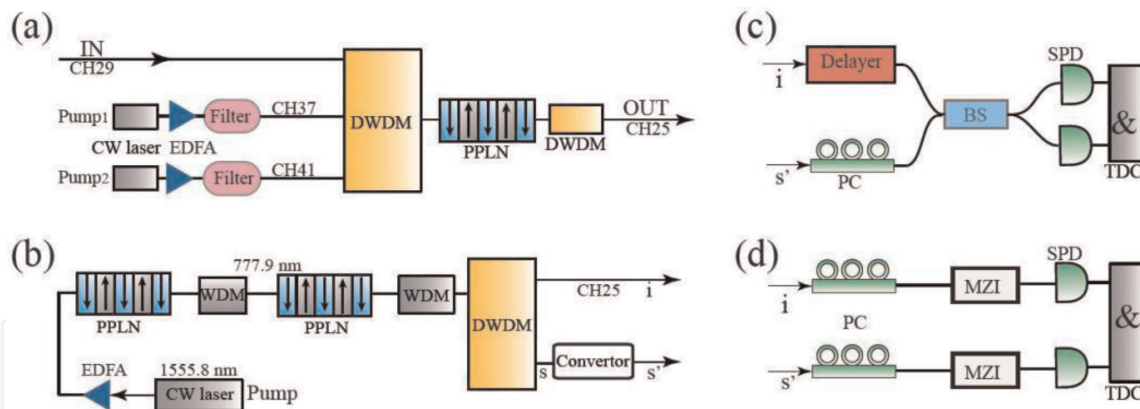 (a)
IN
CH29
Pump1
CW laser
EDFA
Filter
CH37
Pump2
Filter
CH41
DWDM
PPLN
DWDM
OUT
CH25
(b)
PPLN
WDM
777.9 nm
PPLN
WDM
DWDM
CH25
i
s
Convertor
s'
EDFA
1555.8 nm
CW laser
Pump
(c)
i
Delayer
s'
PC
BS
SPD
&
TDC
(d)
i
PC
s'
MZI
MZI
SPD
&
TDC